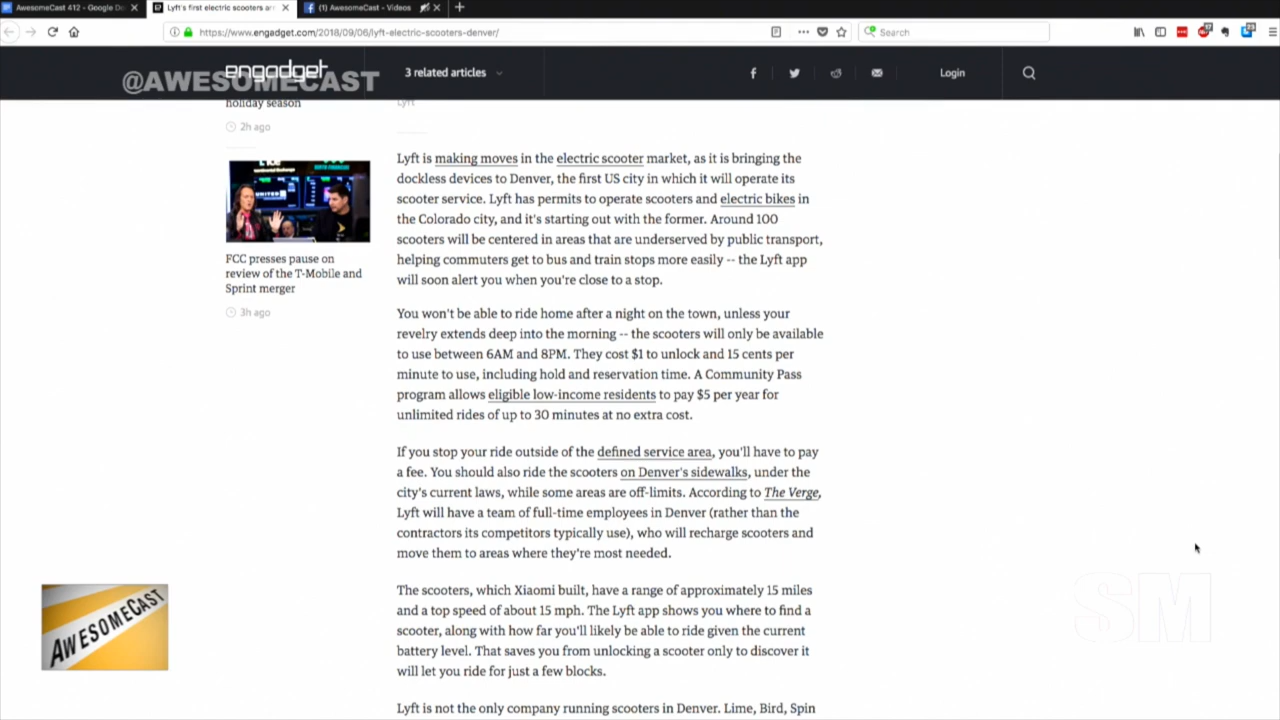 AwesomeCast 412 - Google Do
Lyft's first electric scooters are
(1) AwesomeCast - Videos
https://www.engadget.com/2018/09/06/lyft-electric-scooters-denver/
Search
engadget
@AWESOMECAST
3 related articles
Login
holiday season
2h ago
FCC presses pause on
review of the T-Mobile and
Sprint merger
3h ago
Lyft
Lyft is making moves in the electric scooter market, as it is bringing the
dockless devices to Denver, the first US city in which it will operate its
scooter service. Lyft has permits to operate scooters and electric bikes in
the Colorado city, and it's starting out with the former. Around 100
scooters will be centered in areas that are underserved by public transport,
helping commuters get to bus and train stops more easily -- the Lyft app
will soon alert you when you're close to a stop.
You won't be able to ride home after a night on the town, unless your
revelry extends deep into the morning -- the scooters will only be available
to use between 6AM and 8PM. They cost $1 to unlock and 15 cents per
minute to use, including hold and reservation time. A Community Pass
program allows eligible low-income residents to pay $5 per year for
unlimited rides of up to 30 minutes at no extra cost.
If you stop your ride outside of the defined service area, you'll have to pay
a fee. You should also ride the scooters on Denver's sidewalks, under the
city's current laws, while some areas are off-limits. According to The Verge,
Lyft will have a team of full-time employees in Denver (rather than the
contractors its competitors typically use), who will recharge scooters and
move them to areas where they're most needed.
The scooters, which Xiaomi built, have a range of approximately 15 miles
and a top speed of about 15 mph. The Lyft app shows you where to find a
scooter, along with how far you'll likely be able to ride given the current
battery level. That saves you from unlocking a scooter only to discover it
will let you ride for just a few blocks.
Lyft is not the only company running scooters in Denver. Lime, Bird, Spin
AWESOMECAST
SM